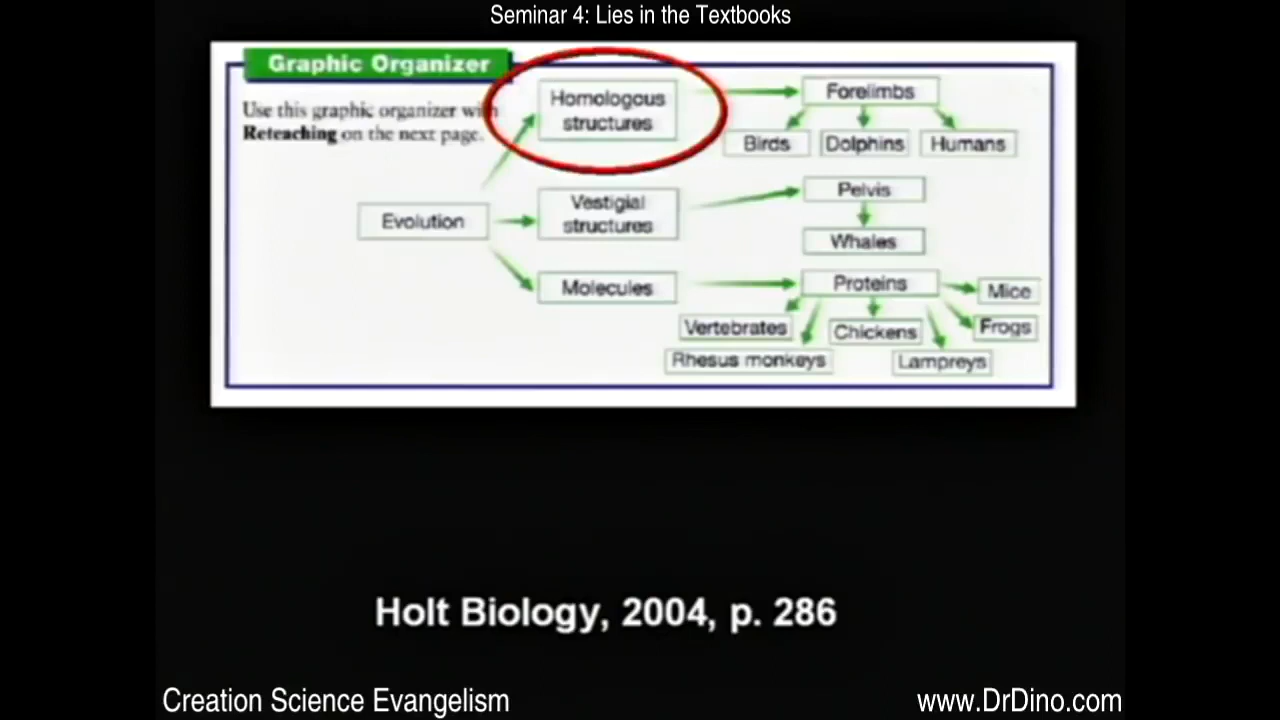 Seminar 4: Lies in the Textbooks
Graphic Organizer
Use this graphic organizer with
Reteaching on the next page.
Evolution
Homologous
structures
Forelimbs
Birds
Dolphins
Humans
Vestigial
structures
Pelvis
Whales
Molecules
Proteins
Mice
Vertebrates
Chickens
Frogs
Rhesus monkeys
Lampreys
Holt Biology, 2004, p. 286
Creation Science Evangelism
www.DrDino.com